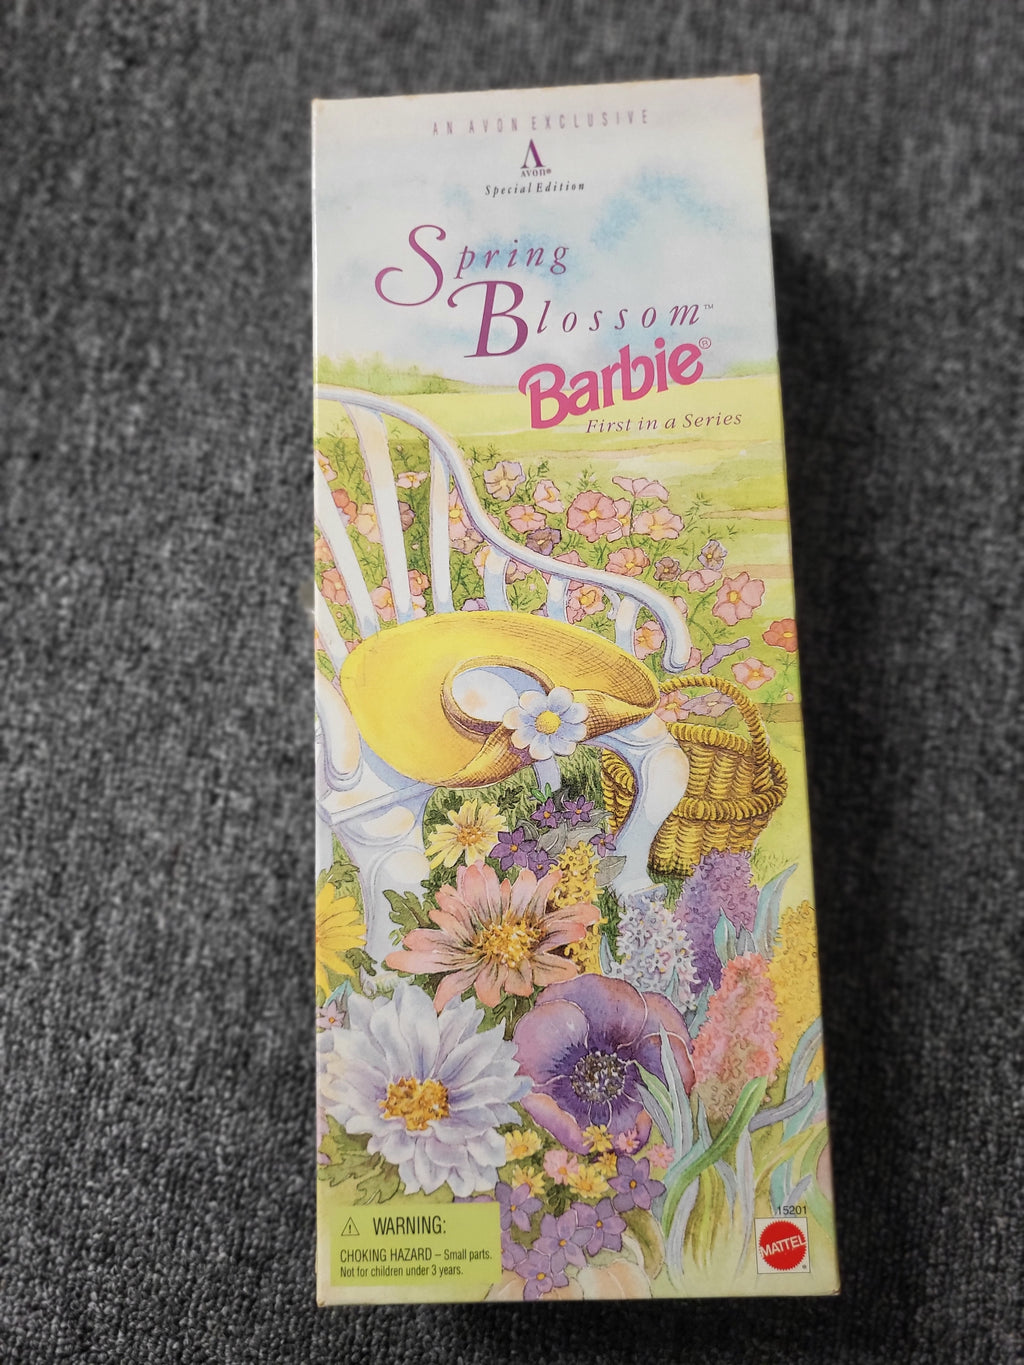 AN AVON EXCLUSIVE
AVON®
Special Edition
Spring
Blossom™
Barbie®
First in a Series
⚠ WARNING:
CHOKING HAZARD – Small parts.
Not for children under 3 years.
15201
MATTEL
®